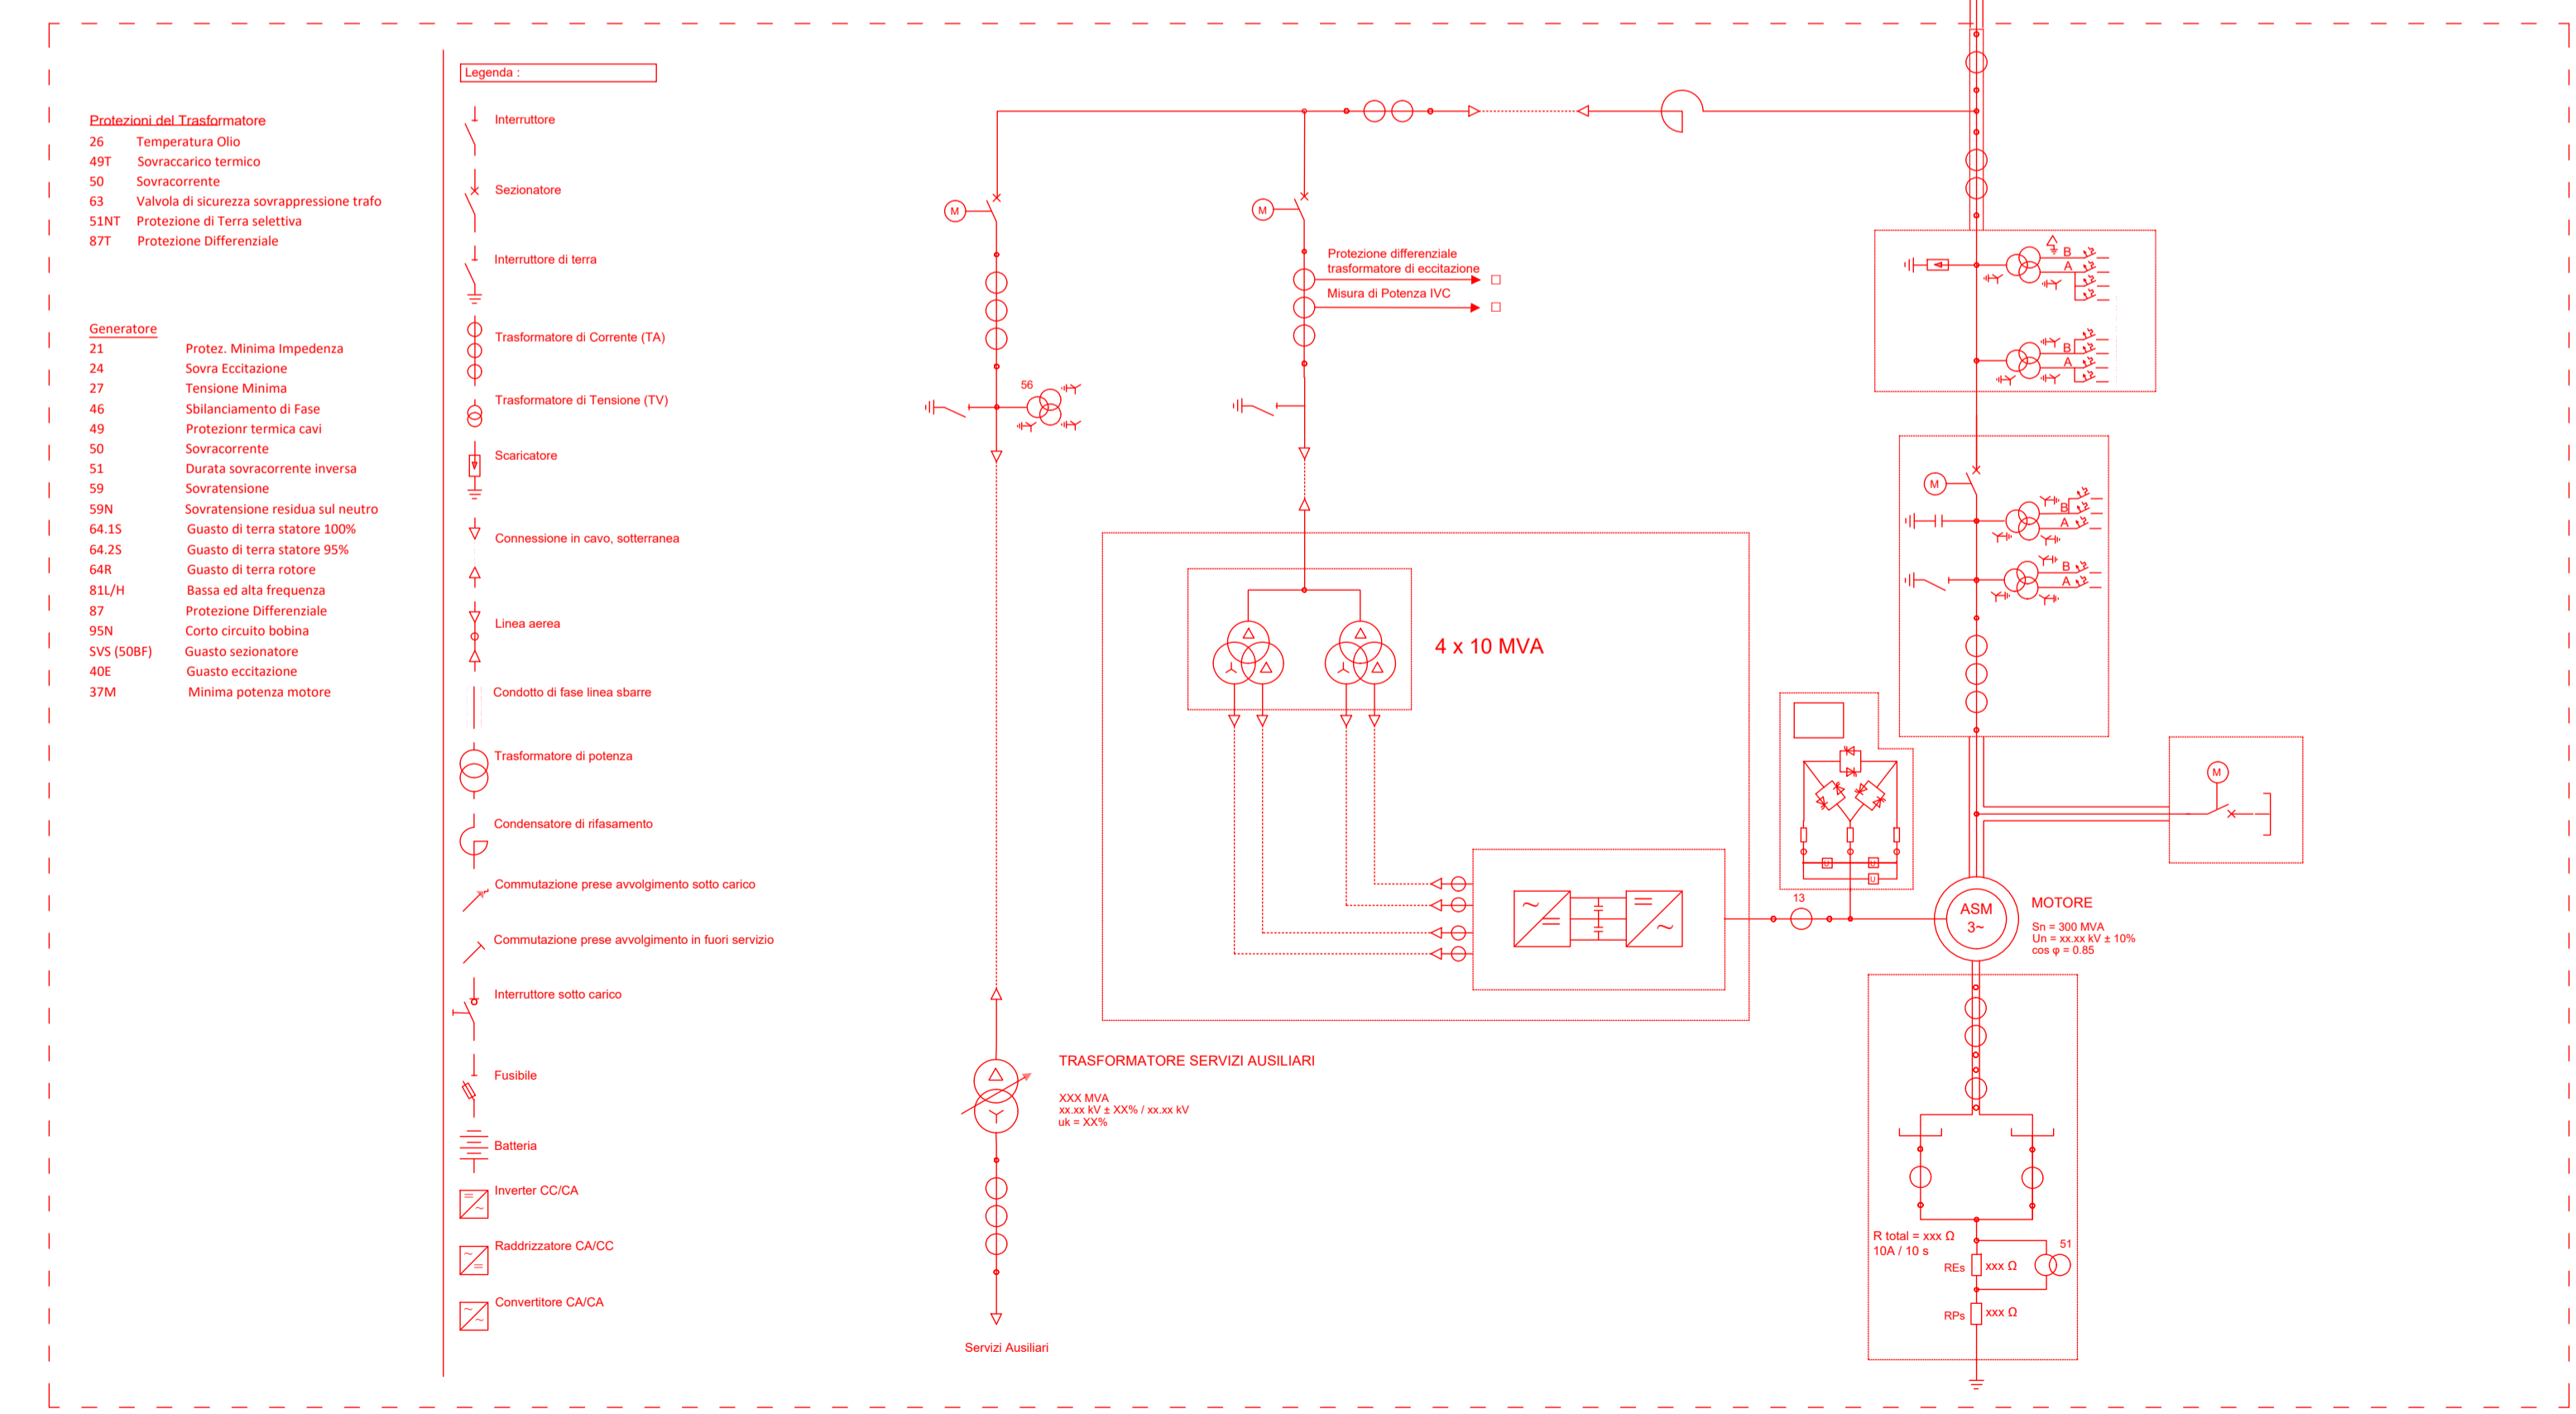 Protezioni del Trasformatore
26 Temperatura Olio
49T Sovraccarico termico
50 Sovracorrente
63 Valvola di sicurezza sovrappressione trafo
51NT Protezione di Terra selettiva
87T Protezione Differenziale
Generatore
21 Protez. Minima Impedenza
24 Sovra Eccitazione
27 Tensione Minima
46 Sbilanciamento di Fase
49 Protezionr termica cavi
50 Sovracorrente
51 Durata sovracorrente inversa
59 Sovratensione
59N Sovratensione residua sul neutro
64.1S Guasto di terra statore 100%
64.2S Guasto di terra statore 95%
64R Guasto di terra rotore
81L/H Bassa ed alta frequenza
87 Protezione Differenziale
95N Corto circuito bobina
SVS (50BF) Guasto sezionatore
40E Guasto eccitazione
37M Minima potenza motore
Legenda :
Interruttore
Sezionatore
Interruttore di terra
Trasformatore di Corrente (TA)
Trasformatore di Tensione (TV)
Scaricatore
Connessione in cavo, sotterranea
Linea aerea
Condotto di fase linea sbarre
Trasformatore di potenza
Condensatore di rifasamento
Commutazione prese avvolgimento sotto carico
Commutazione prese avvolgimento in fuori servizio
Interruttore sotto carico
Fusibile
Batteria
Inverter CC/CA
Raddrizzatore CA/CC
Convertitore CA/CA
M
56
TRASFORMATORE SERVIZI AUSILIARI
XXX MVA
xx.xx kV ± XX% / xx.xx kV
uk = XX%
Servizi Ausiliari
M
Protezione differenziale
trasformatore di eccitazione
Misura di Potenza IVC
4 x 10 MVA
13
U
U
U
B
A
B
A
M
B
A
B
A
M
ASM
3~
MOTORE
Sn = 300 MVA
Un = xx.xx kV ± 10%
cos φ = 0.85
R total = xxx Ω
10A / 10 s
51
REs xxx Ω
RPs xxx Ω